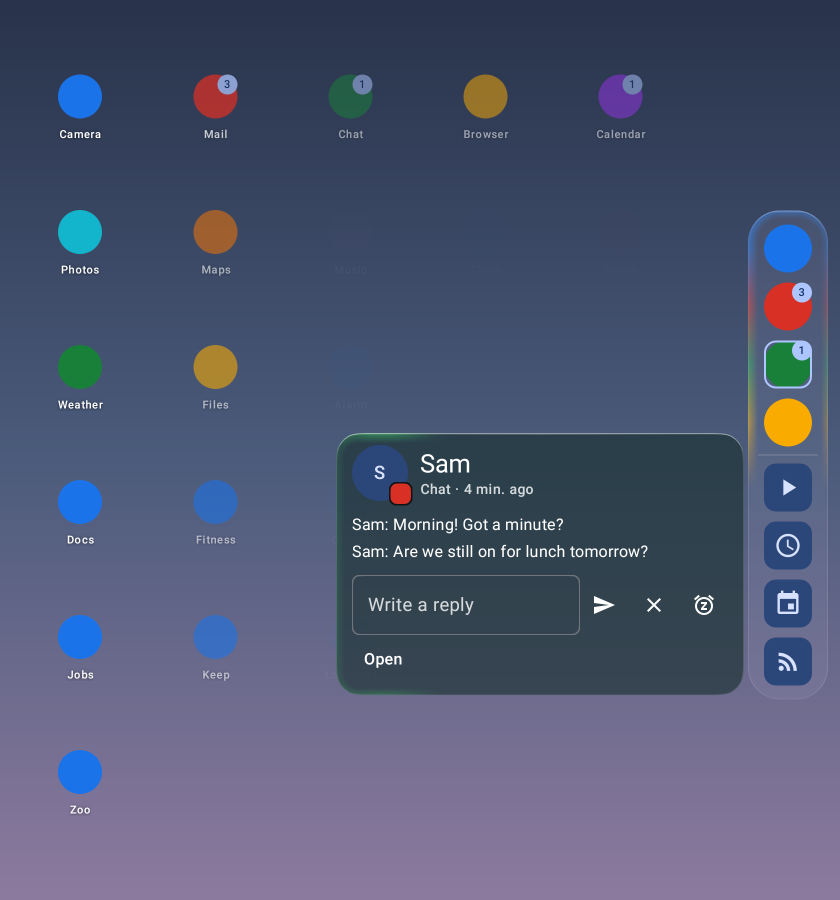 3
1
1
Camera
Mail
Chat
Browser
Calendar
Photos
Maps
Music
3
1
Weather
Files
Alarm
S
Sam
Chat · 4 min. ago
Docs
Fitness
Sam: Morning! Got a minute?
Sam: Are we still on for lunch tomorrow?
Write a reply
Open
Jobs
Keep
Zoo